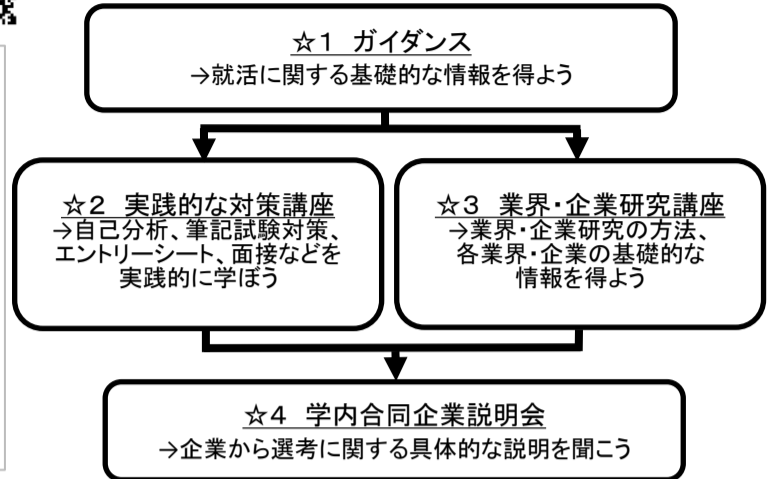 ☆1 ガイダンス
→就活に関する基礎的な情報を得よう
☆2 実践的な対策講座
→自己分析、筆記試験対策、
エントリーシート、面接などを
実践的に学ぼう
☆3 業界・企業研究講座
→業界・企業研究の方法、
各業界・企業の基礎的な
情報を得よう
☆4 学内合同企業説明会
→企業から選考に関する具体的な説明を聞こう